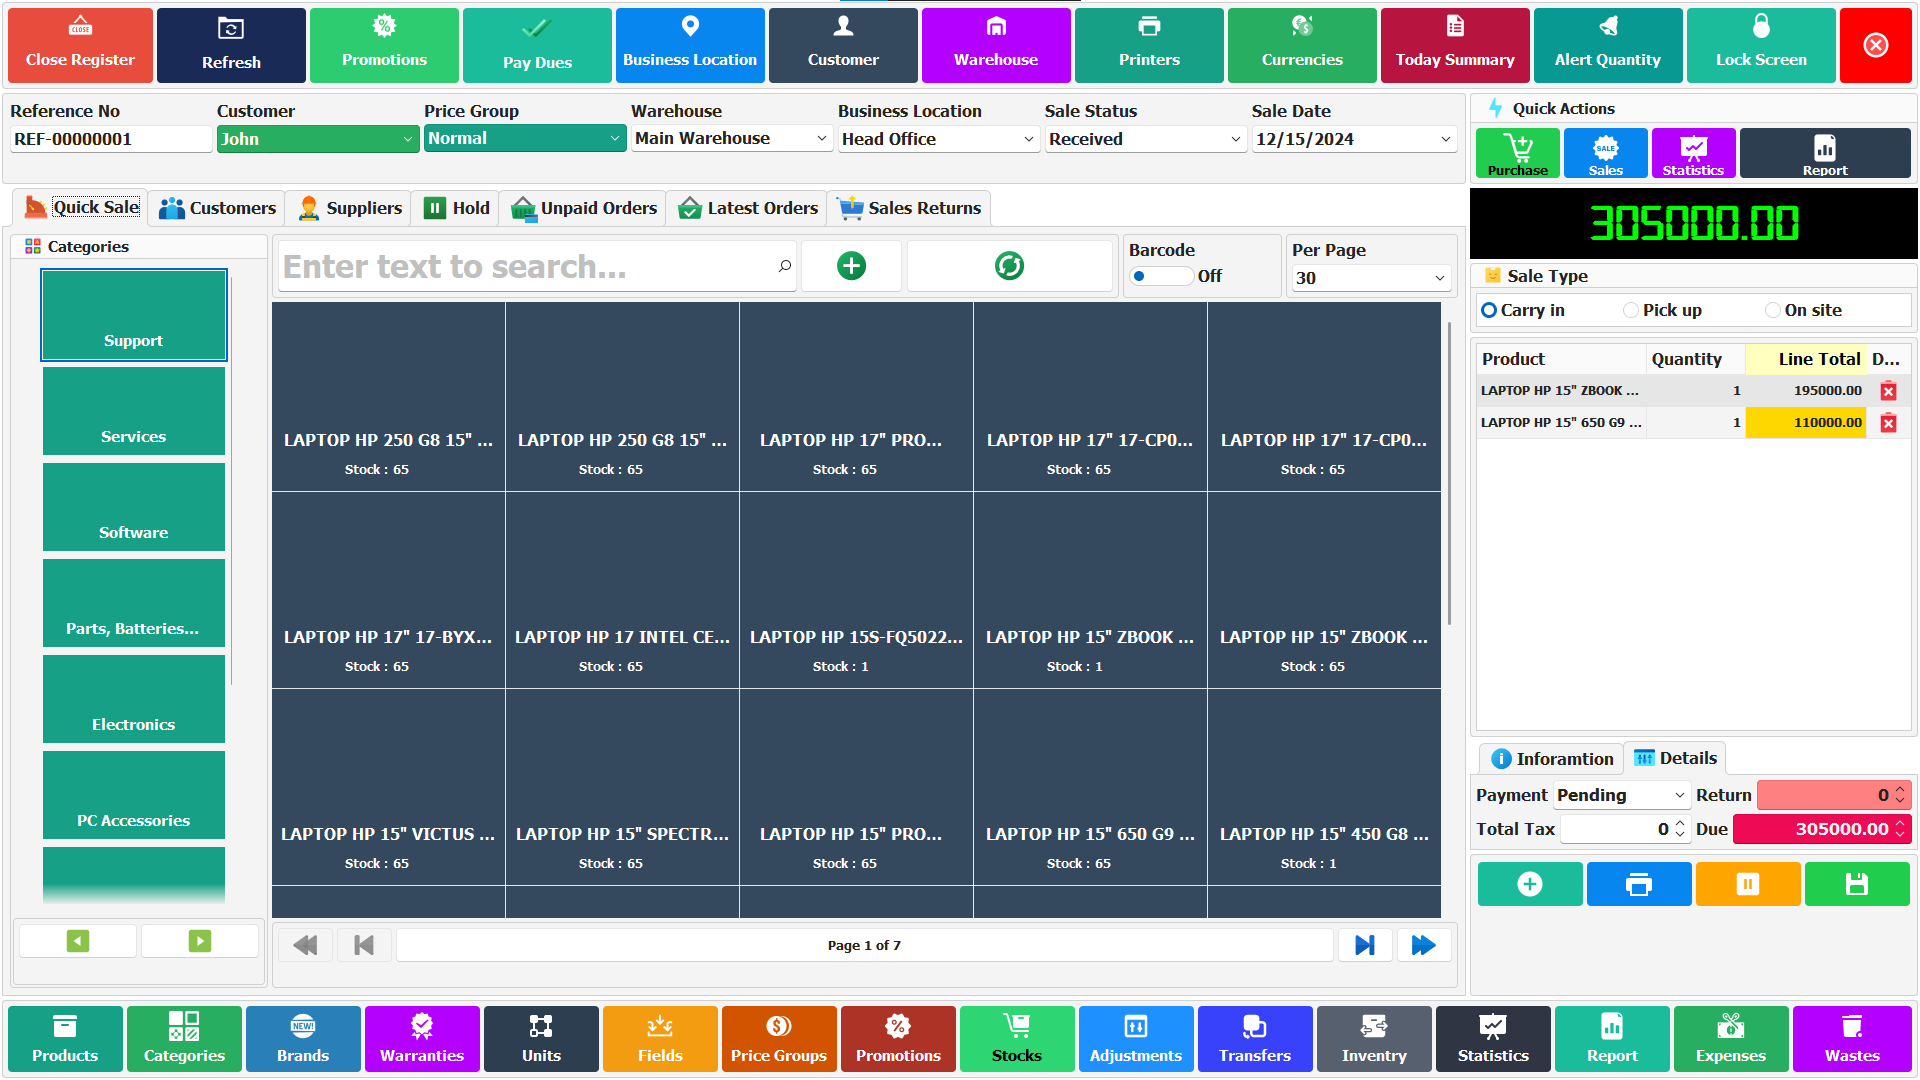 Close Register
Refresh
Promotions
Pay Dues
Business Location
Customer
Warehouse
Printers
Currencies
Today Summary
Alert Quantity
Lock Screen
Reference No
Customer
Price Group
Warehouse
Business Location
Sale Status
Sale Date
REF-00000001
John
Normal
Main Warehouse
Head Office
Received
12/15/2024
Quick Actions
Purchase
SALE
Sales
Statistics
Report
Quick Sale
Customers
Suppliers
Hold
Unpaid Orders
Latest Orders
Sales Returns
305000.00
Categories
Support
Services
Software
Parts, Batteries...
Electronics
PC Accessories
Enter text to search...
Barcode
Off
Per Page
30
LAPTOP HP 250 G8 15" ...
Stock : 65
LAPTOP HP 250 G8 15" ...
Stock : 65
LAPTOP HP 17" PRO...
Stock : 65
LAPTOP HP 17" 17-CP0...
Stock : 65
LAPTOP HP 17" 17-CP0...
Stock : 65
LAPTOP HP 17" 17-BYX...
Stock : 65
LAPTOP HP 17 INTEL CE...
Stock : 65
LAPTOP HP 15S-FQ5022...
Stock : 1
LAPTOP HP 15" ZBOOK ...
Stock : 1
LAPTOP HP 15" ZBOOK ...
Stock : 65
LAPTOP HP 15" VICTUS ...
Stock : 65
LAPTOP HP 15" SPECTR...
Stock : 65
LAPTOP HP 15" PRO...
Stock : 65
LAPTOP HP 15" 650 G9 ...
Stock : 65
LAPTOP HP 15" 450 G8 ...
Stock : 1
Page 1 of 7
Sale Type
Carry in
Pick up
On site
Product Quantity Line Total D...
LAPTOP HP 15" ZBOOK ... 1 195000.00
LAPTOP HP 15" 650 G9 ... 1 110000.00
Inforamtion
Details
Payment Pending Return 0
Total Tax 0 Due 305000.00
Products
Categories
NEW!
Brands
Warranties
Units
Fields
Price Groups
Promotions
Stocks
Adjustments
Transfers
Inventry
Statistics
Report
Expenses
Wastes